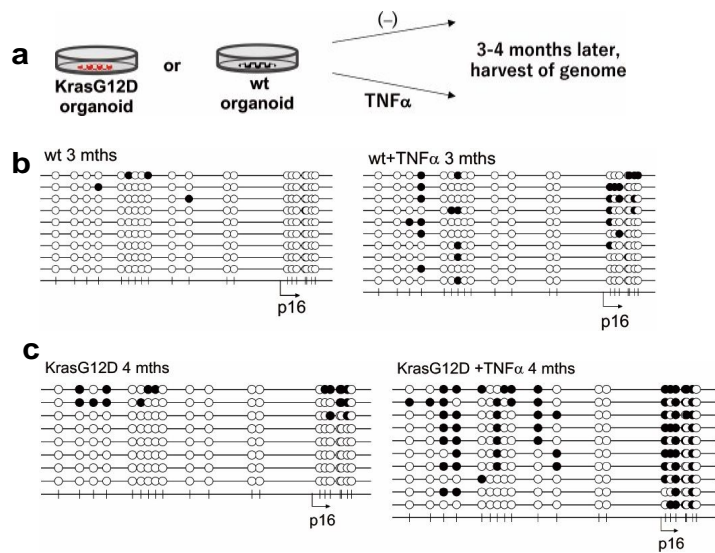 a
KrasG12D
organoid
or
wt
organoid
(–)
TNFα
3-4 months later,
harvest of genome
b
wt 3 mths
p16
wt+TNFα 3 mths
p16
c
KrasG12D 4 mths
p16
KrasG12D +TNFα 4 mths
p16